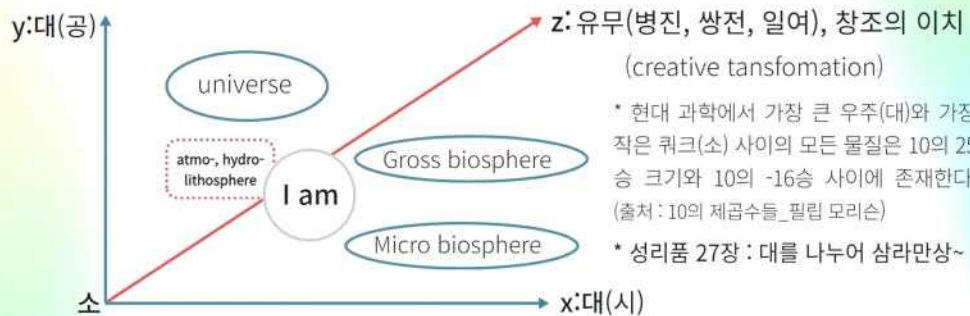 y:대(공)
z: 유무(병진, 쌍전, 일여), 창조의 이치
(creative tansfomation)
universe
* 현대 과학에서 가장 큰 우주(대)와 가장
작은 쿼크(소) 사이의 모든 물질은 10의 25
승 크기와 10의 -16승 사이에 존재한다
(출처 : 10의 제곱수들_필립 모리슨)
* 성리품 27장 : 대를 나누어 삼라만상~
atmo-, hydro-
lithosphere
Gross biosphere
I am
Micro biosphere
소
x:대(시)